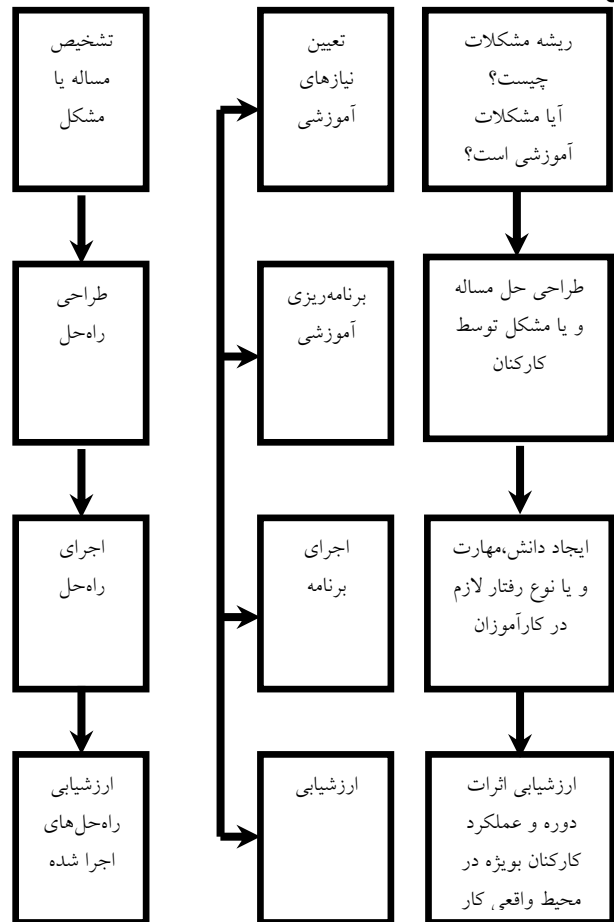 ریشه مشکلات
چیست؟
آیا مشکلات
آموزشی است؟
تعیین
نیازهای
آموزشی
تشخیص
مساله یا
مشکل
طراحی حل مساله
و یا مشکل توسط
کارکنان
برنامه‌ریزی
آموزشی
طراحی
راه‌حل
ایجاد دانش،مهارت
و یا نوع رفتار لازم
در کارآموزان
اجرای
برنامه
اجرای
راه‌حل
ارزشیابی اثرات
دوره و عملکرد
کارکنان بویژه در
محیط واقعی کار
ارزشیابی
ارزشیابی
راه‌حل‌های
اجرا شده